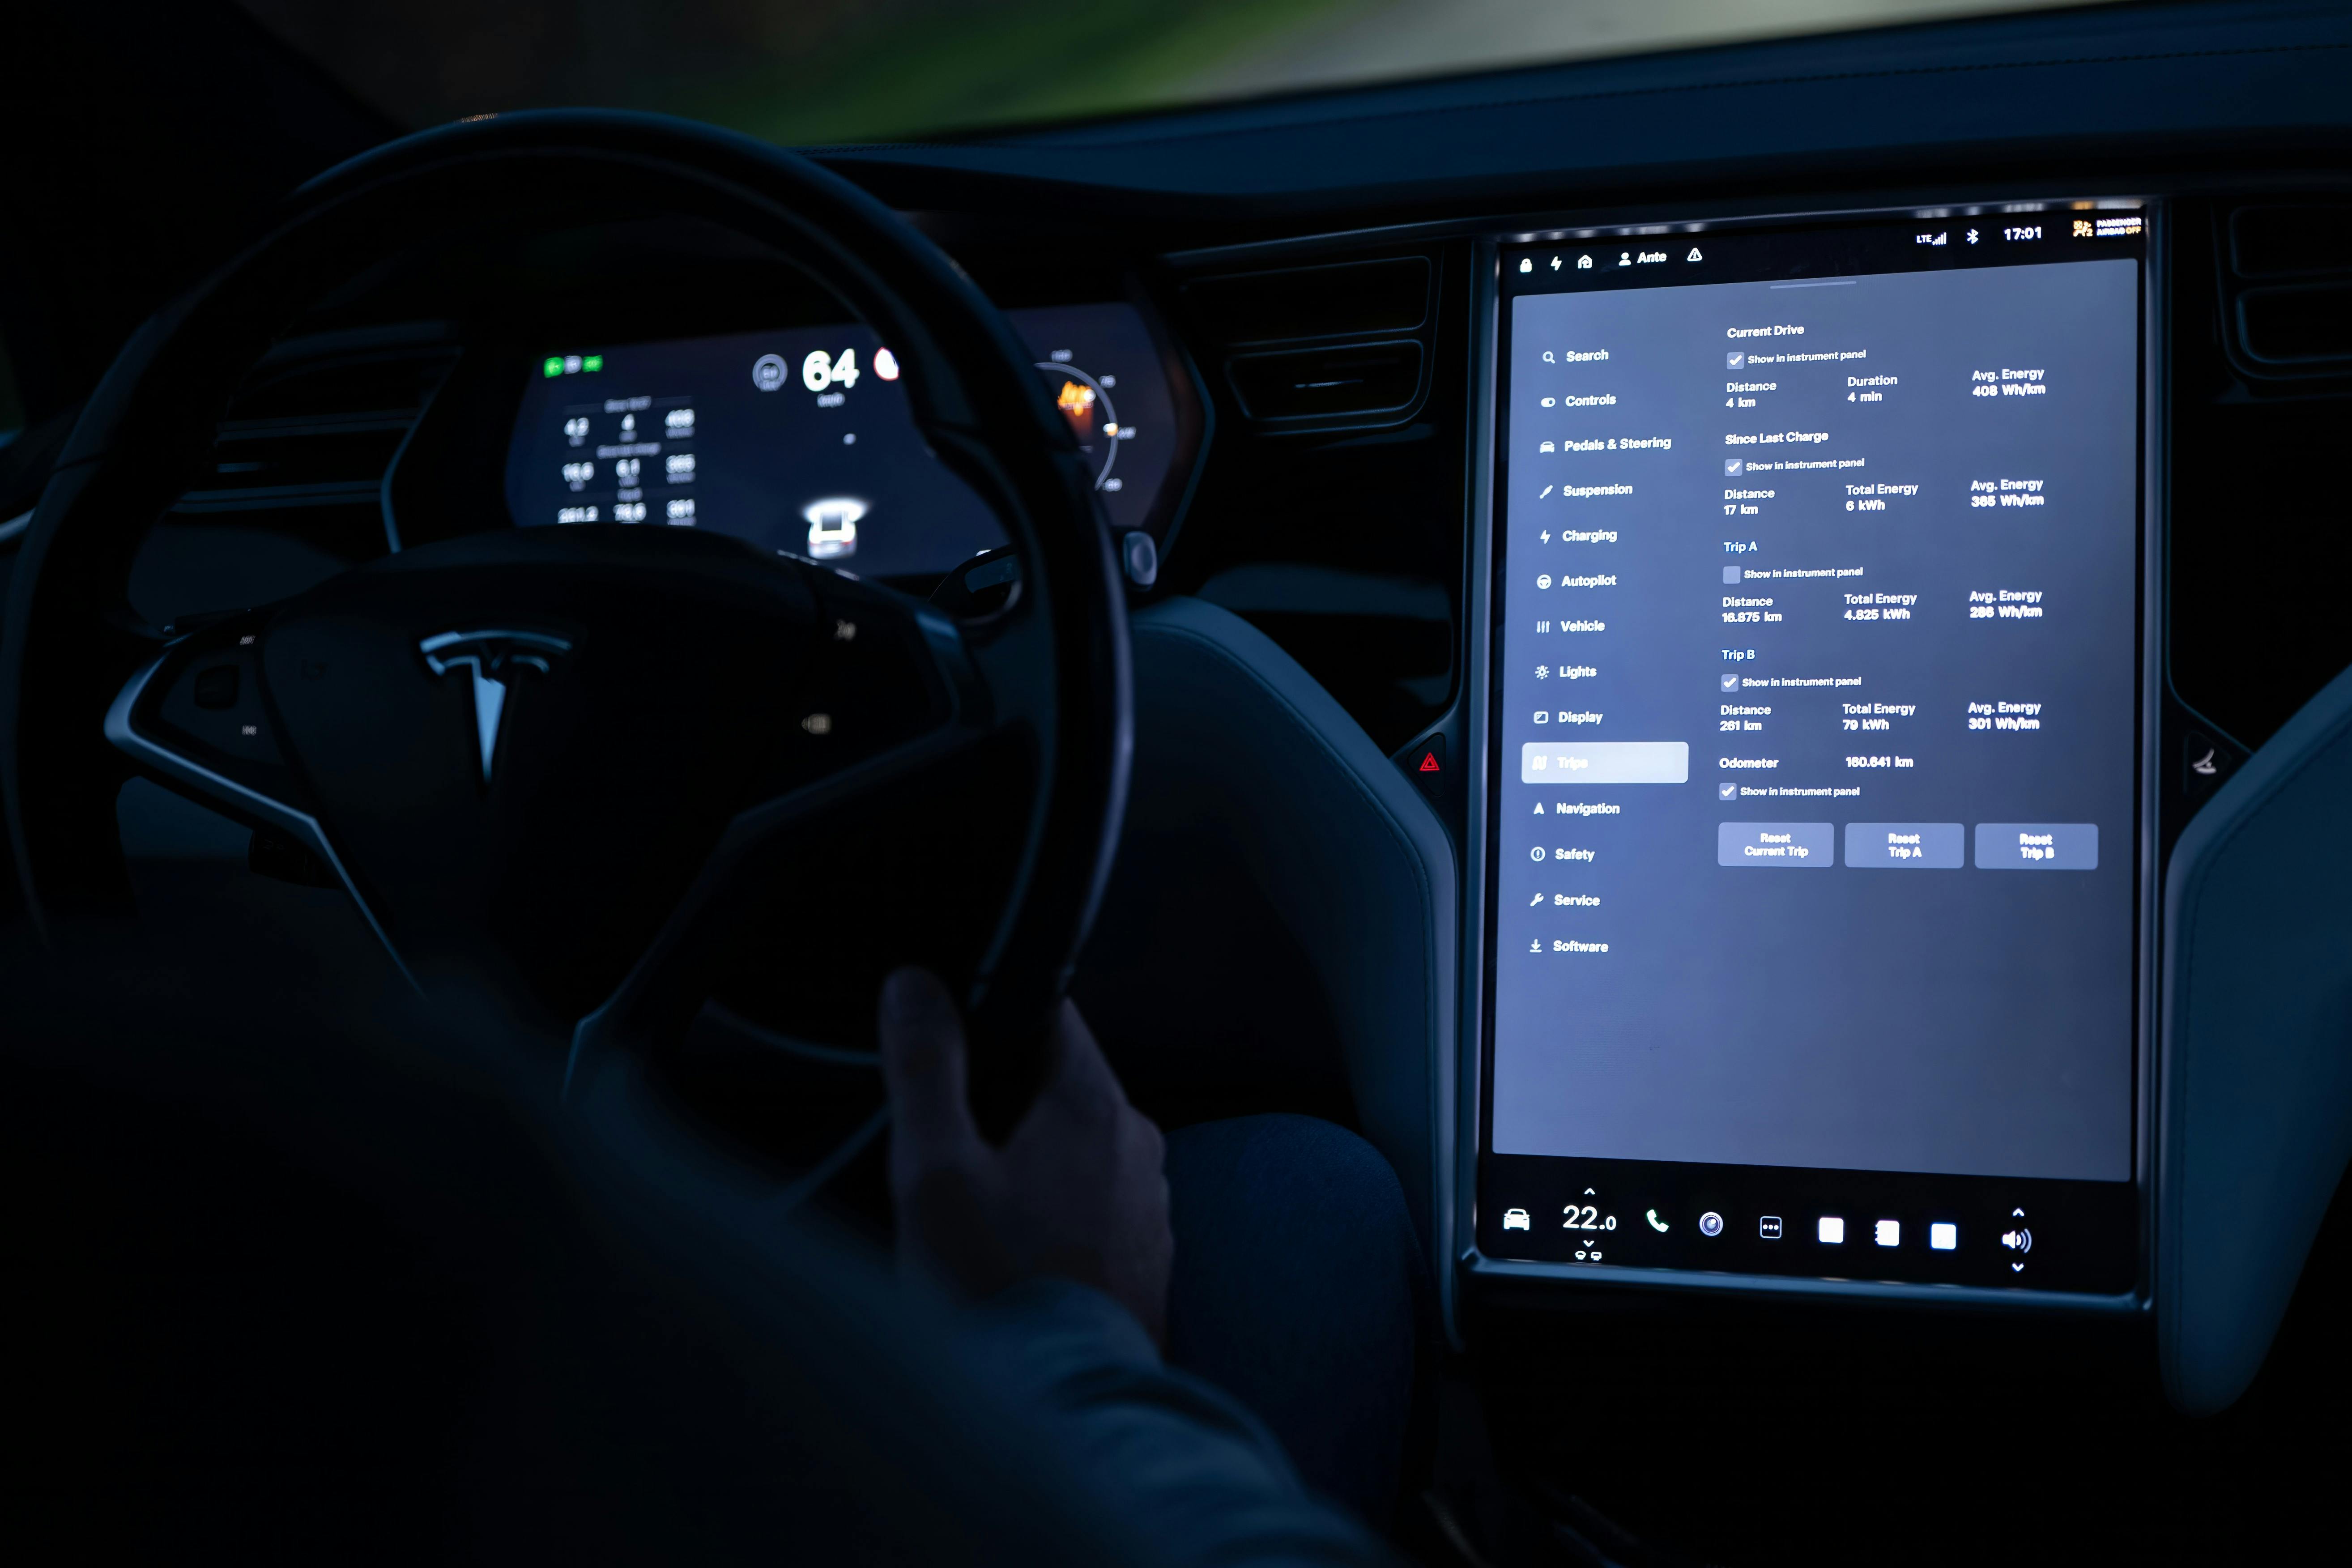 64
LTE
17:01
PASSENGER
AIRBAG OFF
Ante
Search
Controls
Pedals & Steering
Suspension
Charging
Autopilot
Vehicle
Lights
Display
Trips
Navigation
Safety
Service
Software
Current Drive
Show in instrument panel
Distance Duration Avg. Energy
4 km 4 min 408 Wh/km
Since Last Charge
Show in instrument panel
Distance Total Energy Avg. Energy
17 km 6 kWh 365 Wh/km
Trip A
Show in instrument panel
Distance Total Energy Avg. Energy
16.875 km 4.825 kWh 286 Wh/km
Trip B
Show in instrument panel
Distance Total Energy Avg. Energy
261 km 79 kWh 301 Wh/km
Odometer 160.641 km
Show in instrument panel
Reset Reset Reset
Current Trip Trip A Trip B
22.0